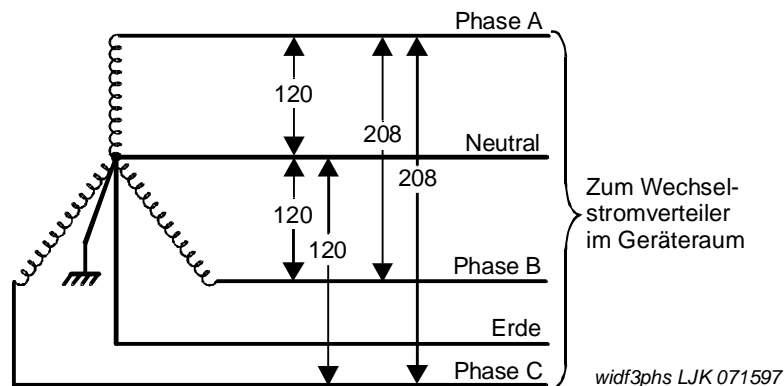 Phase A
120
208
Neutral
208
120
120
Zum Wechsel-
stromverteiler
im Geräteraum
Phase B
Erde
Phase C
widf3phs LJK 071597